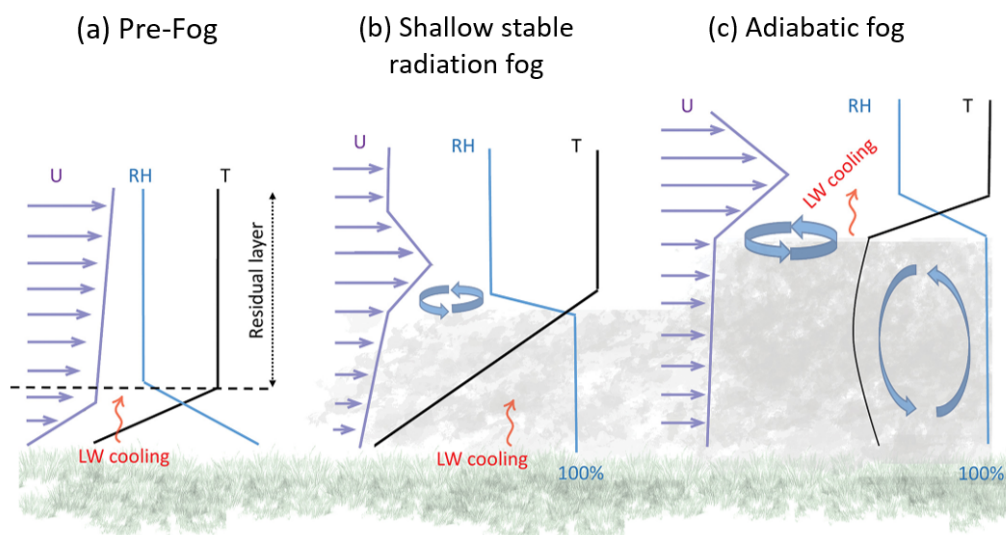 (a) Pre-Fog
U
RH
T
Residual layer
LW cooling
(b) Shallow stable
radiation fog
U
RH
T
LW cooling
100%
(c) Adiabatic fog
U
RH
T
LW cooling
100%